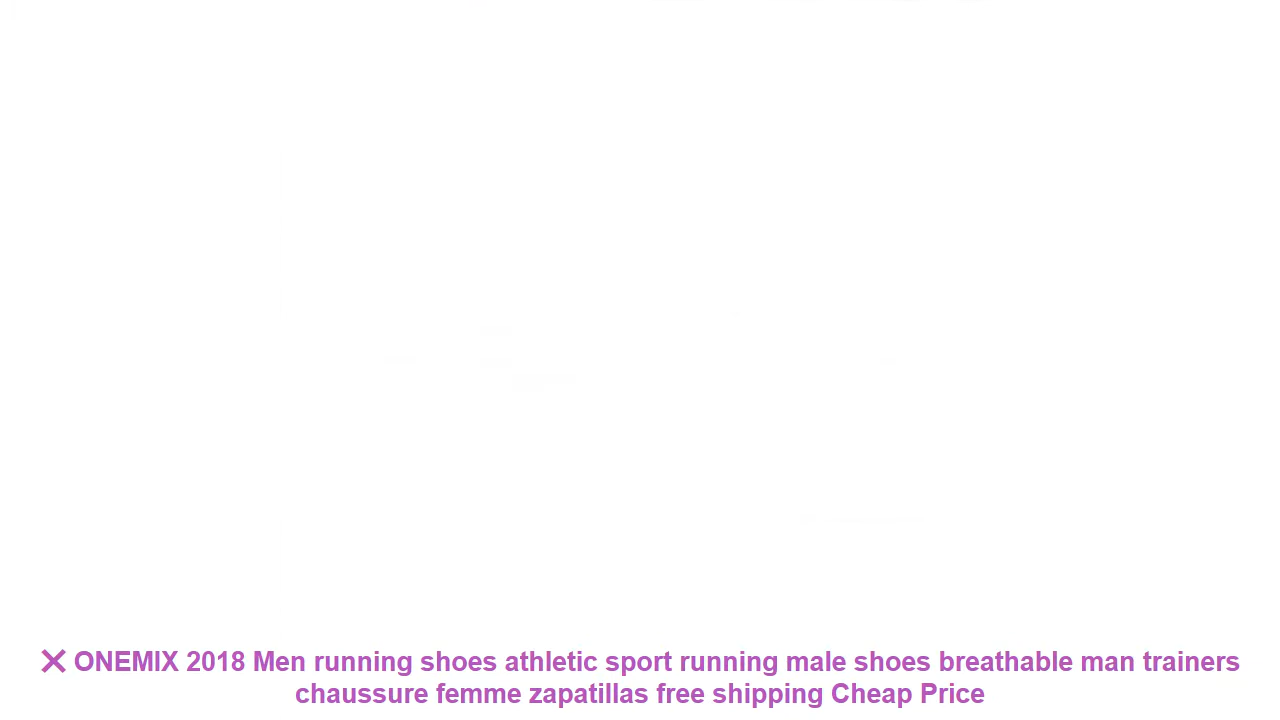 ❌ ONEMIX 2018 Men running shoes athletic sport running male shoes breathable man trainers
chaussure femme zapatillas free shipping Cheap Price